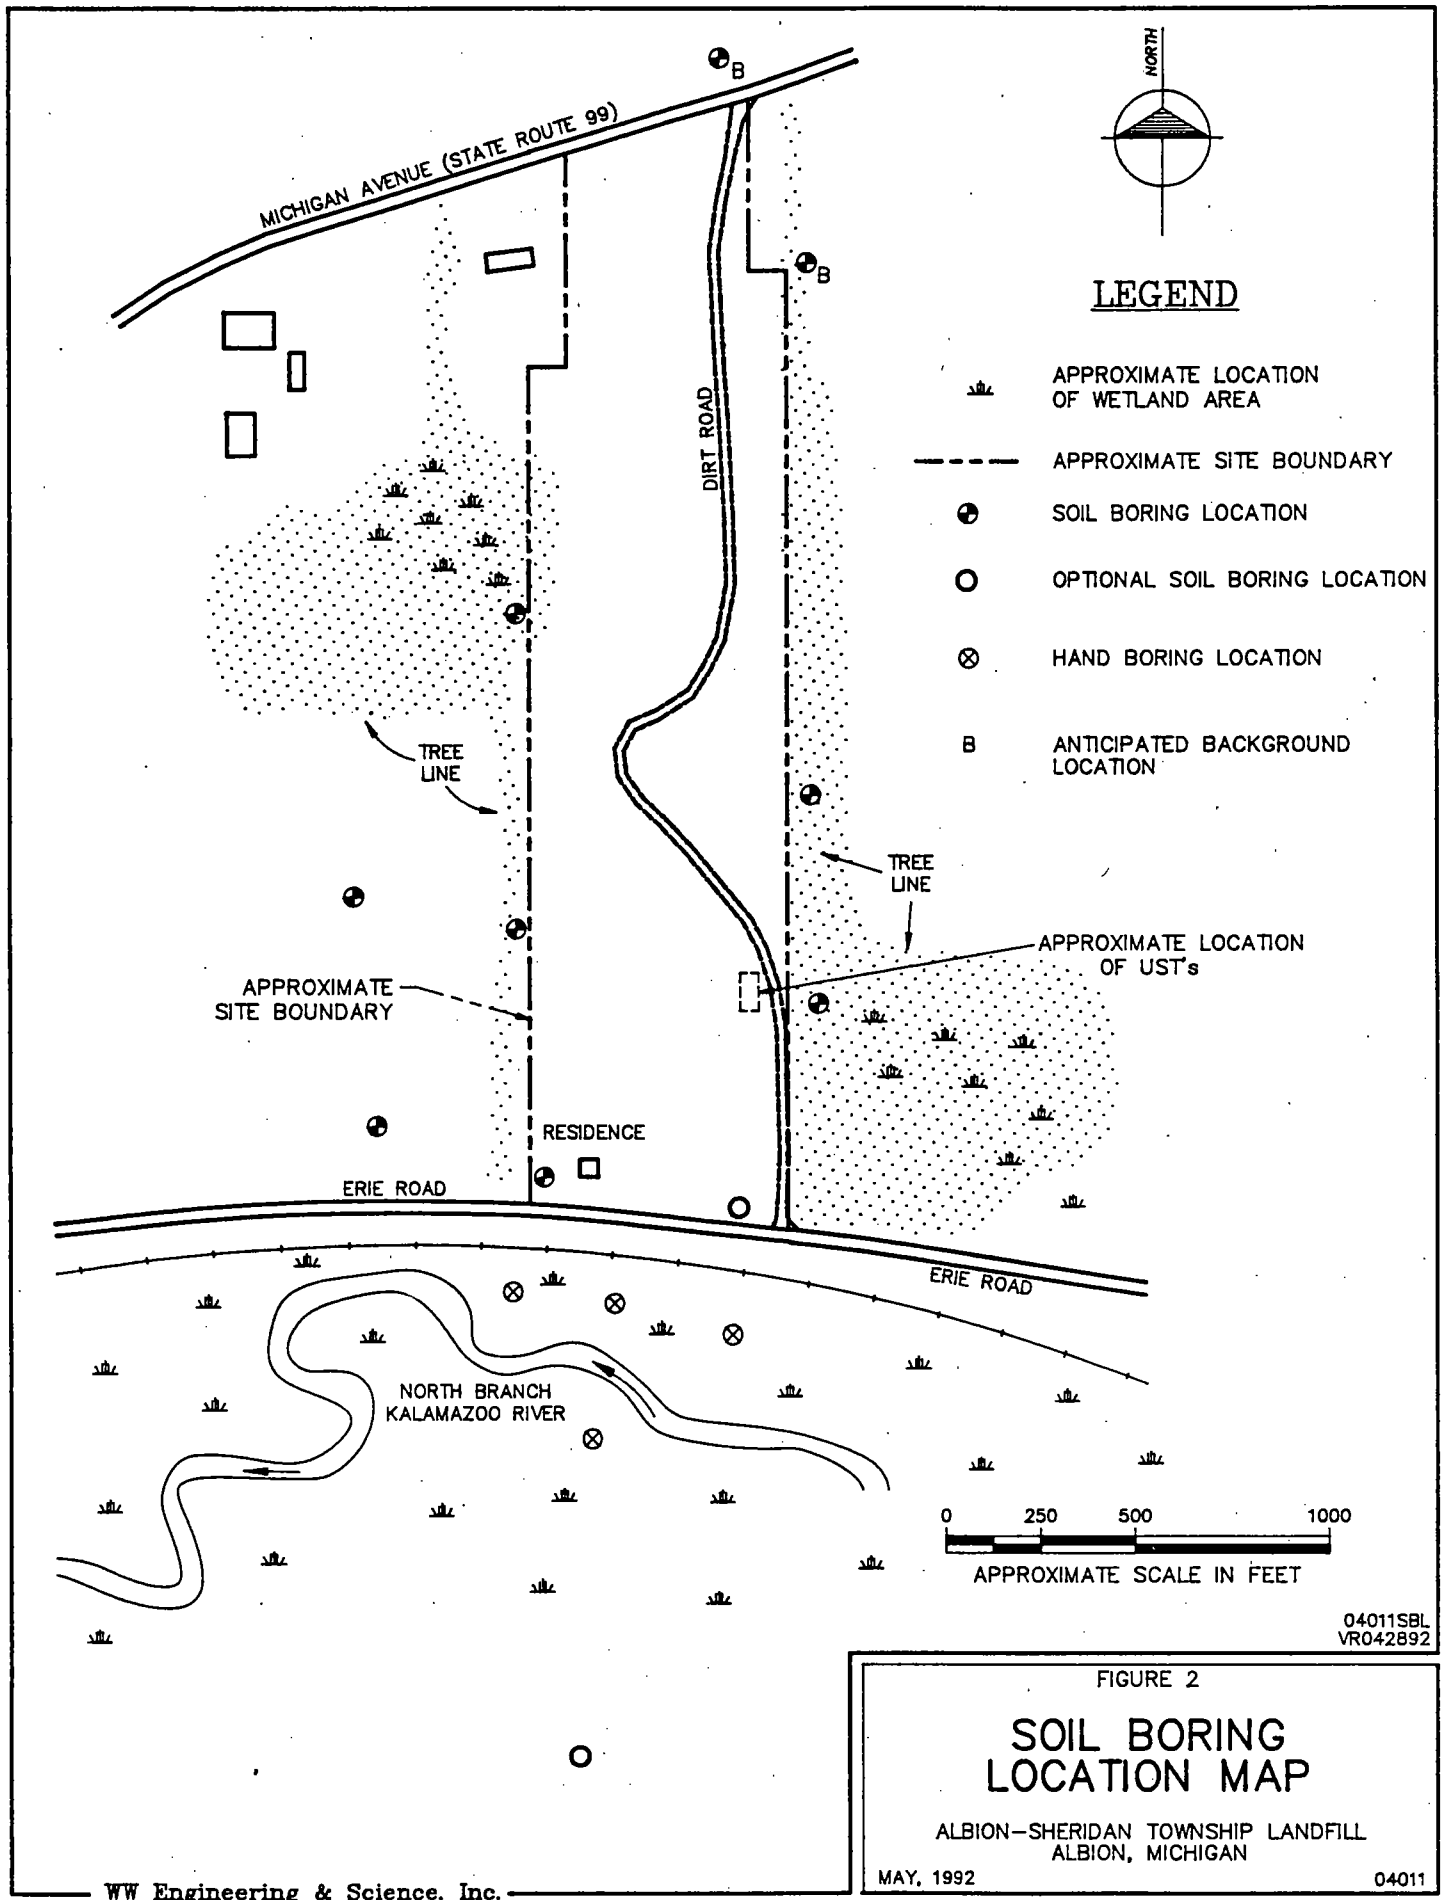 NORTH
B
MICHIGAN AVENUE (STATE ROUTE 99)
B
LEGEND
APPROXIMATE LOCATION
OF WETLAND AREA
DIRT ROAD
APPROXIMATE SITE BOUNDARY
SOIL BORING LOCATION
OPTIONAL SOIL BORING LOCATION
HAND BORING LOCATION
B
ANTICIPATED BACKGROUND
LOCATION
TREE
LINE
TREE
LINE
APPROXIMATE LOCATION
OF UST's
APPROXIMATE
SITE BOUNDARY
RESIDENCE
ERIE ROAD
ERIE ROAD
NORTH BRANCH
KALAMAZOO RIVER
0 250 500 1000
APPROXIMATE SCALE IN FEET
04011SBL
VR042892
FIGURE 2
SOIL BORING
LOCATION MAP
ALBION-SHERIDAN TOWNSHIP LANDFILL
ALBION, MICHIGAN
MAY, 1992
04011
WW Engineering & Science, Inc.